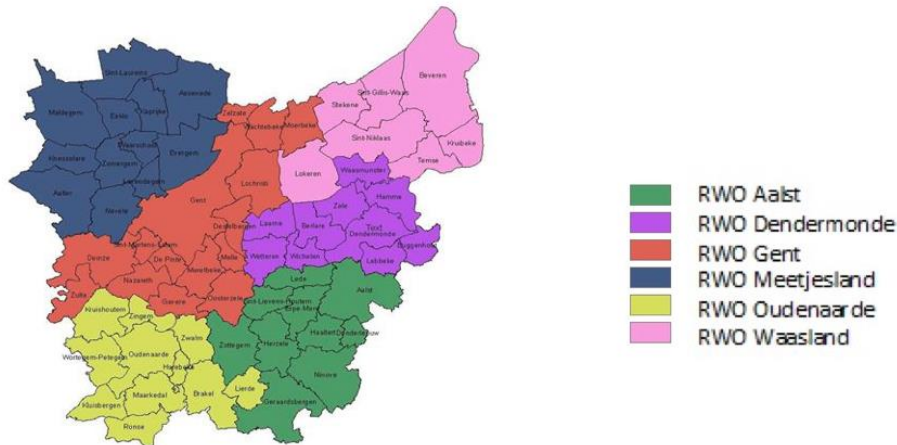 Sint-Laureins
Assenede
Maldegem
Eeklo
Kaprijke
Waarschoot
Evergem
Knesselare
Zomergem
Lovendegem
Aalter
Nevele
Zelzate
Wachtebeke
Moerbeke
Lochristi
Gent
Destelbergen
Sint-Martens-Latem
De Pinte
Melle
Merelbeke
Deinze
Nazareth
Zulte
Gavere
Oosterzele
Beveren
Sint-Gillis-Waas
Stekene
Sint-Niklaas
Kruibeke
Temse
Lokeren
Waasmunster
Hamme
Zele
Laarne
Berlare
Dendermonde
Buggenhout
Lebbeke
Wetteren
Wichelen
Lede
Aalst
Sint-Lievens-Houtem
Erpe-Mere
Haaltert
Denderleeuw
Zottegem
Herzele
Ninove
Geraardsbergen
Kruishoutem
Zingem
Zwalm
Wortegem-Petegem
Oudenaarde
Horebeke
Lierde
Brakel
Maarkedal
Kluisbergen
Ronse
RWO Aalst
RWO Dendermonde
RWO Gent
RWO Meetjesland
RWO Oudenaarde
RWO Waasland